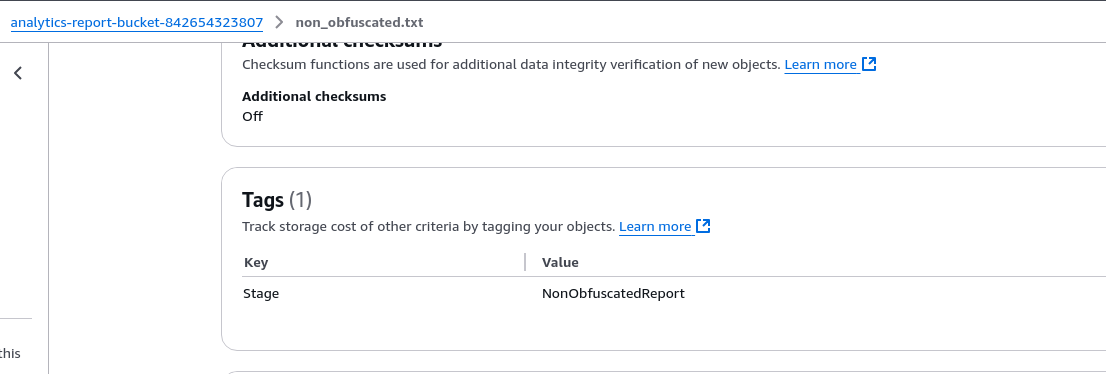 analytics-report-bucket-842654323807 > non_obfuscated.txt
Additional checksums
Checksum functions are used for additional data integrity verification of new objects. Learn more
Additional checksums
Off
Tags (1)
Track storage cost of other criteria by tagging your objects. Learn more
Key Value
Stage NonObfuscatedReport
this